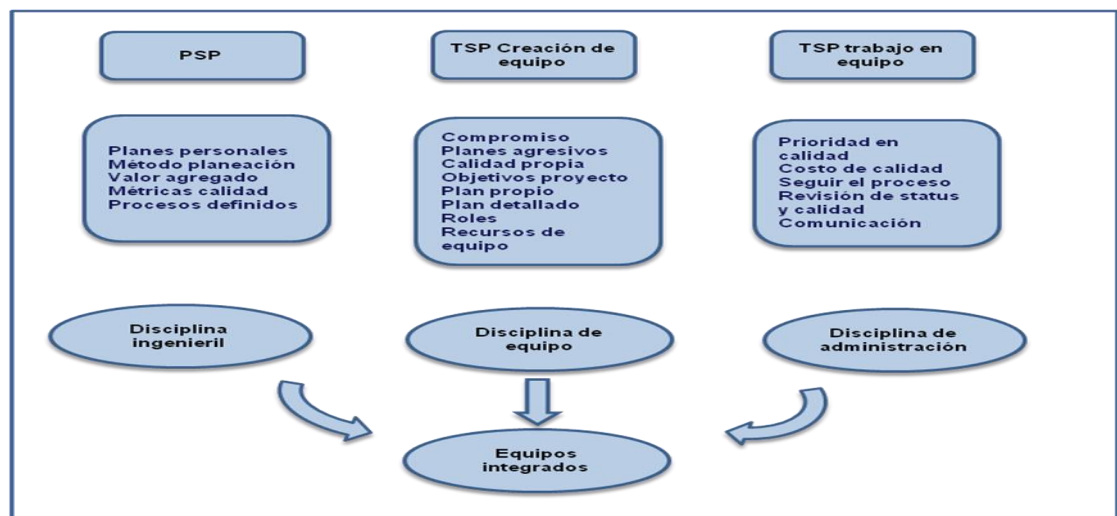 PSP
TSP Creación de
equipo
TSP trabajo en
equipo
Planes personales
Método planeación
Valor agregado
Métricas calidad
Procesos definidos
Compromiso
Planes agresivos
Calidad propia
Objetivos proyecto
Plan propio
Plan detallado
Roles
Recursos de
equipo
Prioridad en
calidad
Costo de calidad
Seguir el proceso
Revisión de status
y calidad
Comunicación
Disciplina
ingenieril
Disciplina de
equipo
Disciplina de
administración
Equipos
integrados